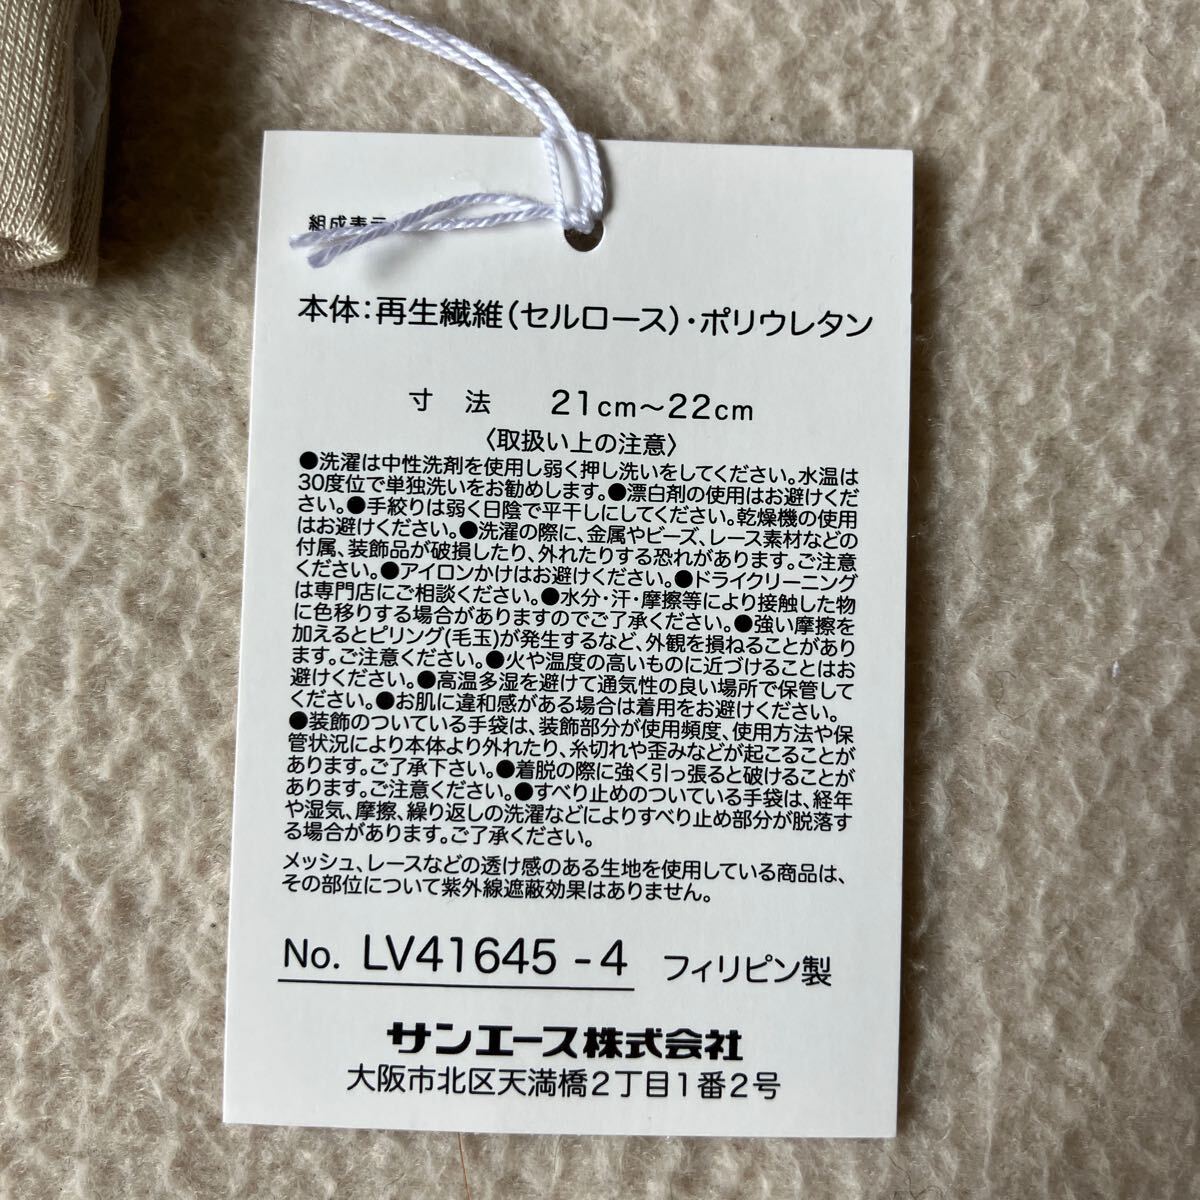 組成表示
本体：再生繊維（セルロース）・ポリウレタン
寸 法 21cm～22cm
〈取扱い上の注意〉
●洗濯は中性洗剤を使用し弱く押し洗いをしてください。水温は
30度位で単独洗いをお勧めします。●漂白剤の使用はお避けくだ
さい。●手絞りは弱く日陰で平干しにしてください。乾燥機の使用
はお避けください。●洗濯の際に、金属やビーズ、レース素材などの
付属、装飾品が破損したり、外れたりする恐れがあります。ご注意
ください。●アイロンかけはお避けください。●ドライクリーニング
は専門店にご相談ください。●水分・汗・摩擦等により接触した物
に色移りする場合がありますのでご了承ください。●強い摩擦を
加えるとピリング（毛玉）が発生するなど、外観を損ねることがあり
ます。ご注意ください。●火や温度の高いものに近づけることはお
避けください。●高温多湿を避けて通気性の良い場所で保管して
ください。●お肌に違和感がある場合は着用をお避けください。
●装飾のついている手袋は、装飾部分が使用頻度、使用方法や保
管状況により本体より外れたり、糸切れや歪みなどが起こることが
あります。ご了承下さい。●着脱の際に強く引っ張ると破けることが
あります。ご注意ください。●すべり止めのついている手袋は、経年
や湿気、摩擦、繰り返しの洗濯などによりすべり止め部分が脱落す
る場合があります。ご了承ください。
メッシュ、レースなどの透け感のある生地を使用している商品は、
その部位について紫外線遮蔽効果はありません。
No. LV41645 -4 フィリピン製
サンエース株式会社
大阪市北区天満橋2丁目1番2号